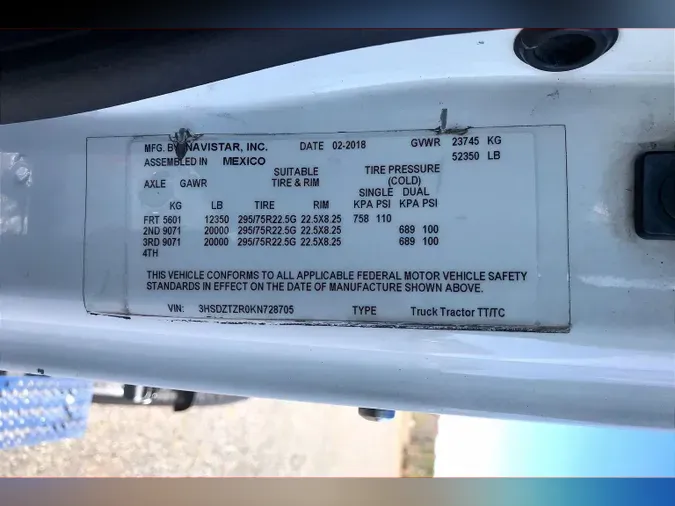 MFG. BY NAVISTAR, INC. DATE 02-2018 GVWR 23745 KG
ASSEMBLED IN MEXICO 52350 LB
SUITABLE TIRE PRESSURE
AXLE GAWR TIRE & RIM (COLD)
SINGLE DUAL
KG LB TIRE RIM KPA PSI KPA PSI
FRT 5601 12350 295/75R22.5G 22.5X8.25 758 110
2ND 9071 20000 295/75R22.5G 22.5X8.25 689 100
3RD 9071 20000 295/75R22.5G 22.5X8.25 689 100
4TH
THIS VEHICLE CONFORMS TO ALL APPLICABLE FEDERAL MOTOR VEHICLE SAFETY
STANDARDS IN EFFECT ON THE DATE OF MANUFACTURE SHOWN ABOVE.
VIN: 3HSDZTZR0KN728705 TYPE Truck Tractor TT/TC